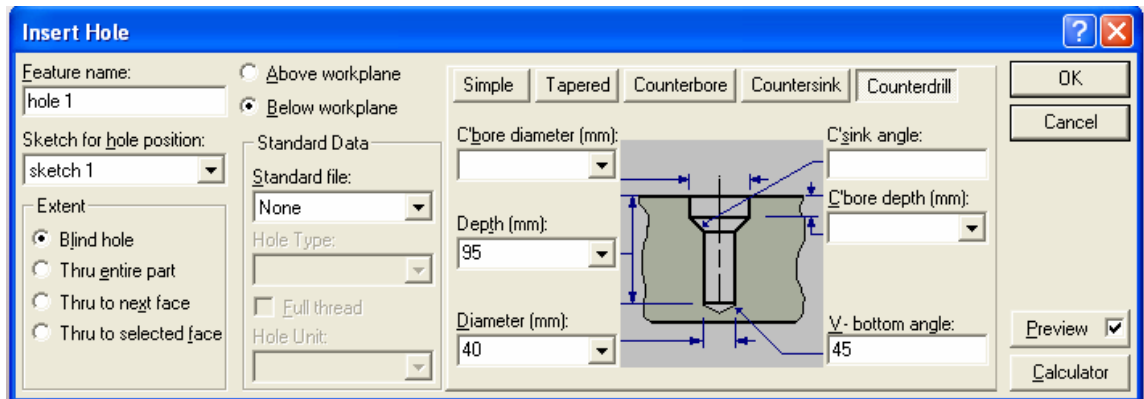 Insert Hole
Feature name:
hole 1
Sketch for hole position:
sketch 1
Extent
Blind hole
Thru entire part
Thru to next face
Thru to selected face
Above workplane
Below workplane
Standard Data
Standard file:
None
Hole Type:
Full thread
Hole Unit:
Simple Tapered Counterbore Countersink Counterdrill
C'bore diameter (mm):
Depth (mm):
95
Diameter (mm):
40
C'sink angle:
C'bore depth (mm):
V- bottom angle:
45
OK
Cancel
Preview
Calculator